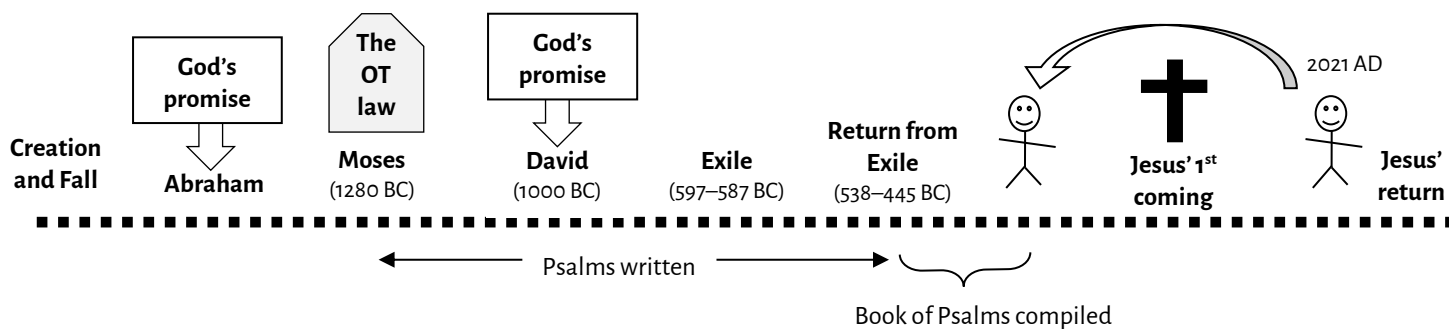 God's
promise
The
OT
law
God's
promise
2021 AD
Creation
and Fall
Abraham
Moses
(1280 BC)
David
(1000 BC)
Exile
(597–587 BC)
Return from
Exile
(538–445 BC)
Jesus' 1st
coming
Jesus'
return
Psalms written
Book of Psalms compiled